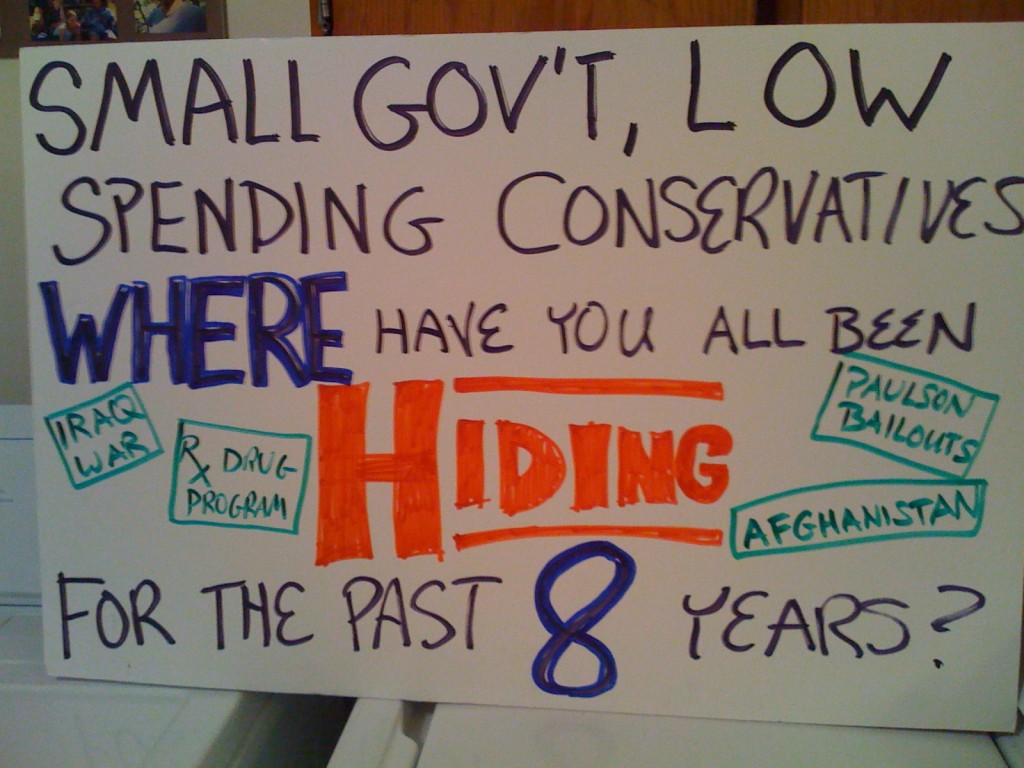 SMALL GOV'T, LOW
SPENDING CONSERVATIVES
WHERE HAVE YOU ALL BEEN
IRAQ
WAR
Rx DRUG
PROGRAM
HIDING
PAULSON
BAILOUTS
AFGHANISTAN
FOR THE PAST 8 YEARS?